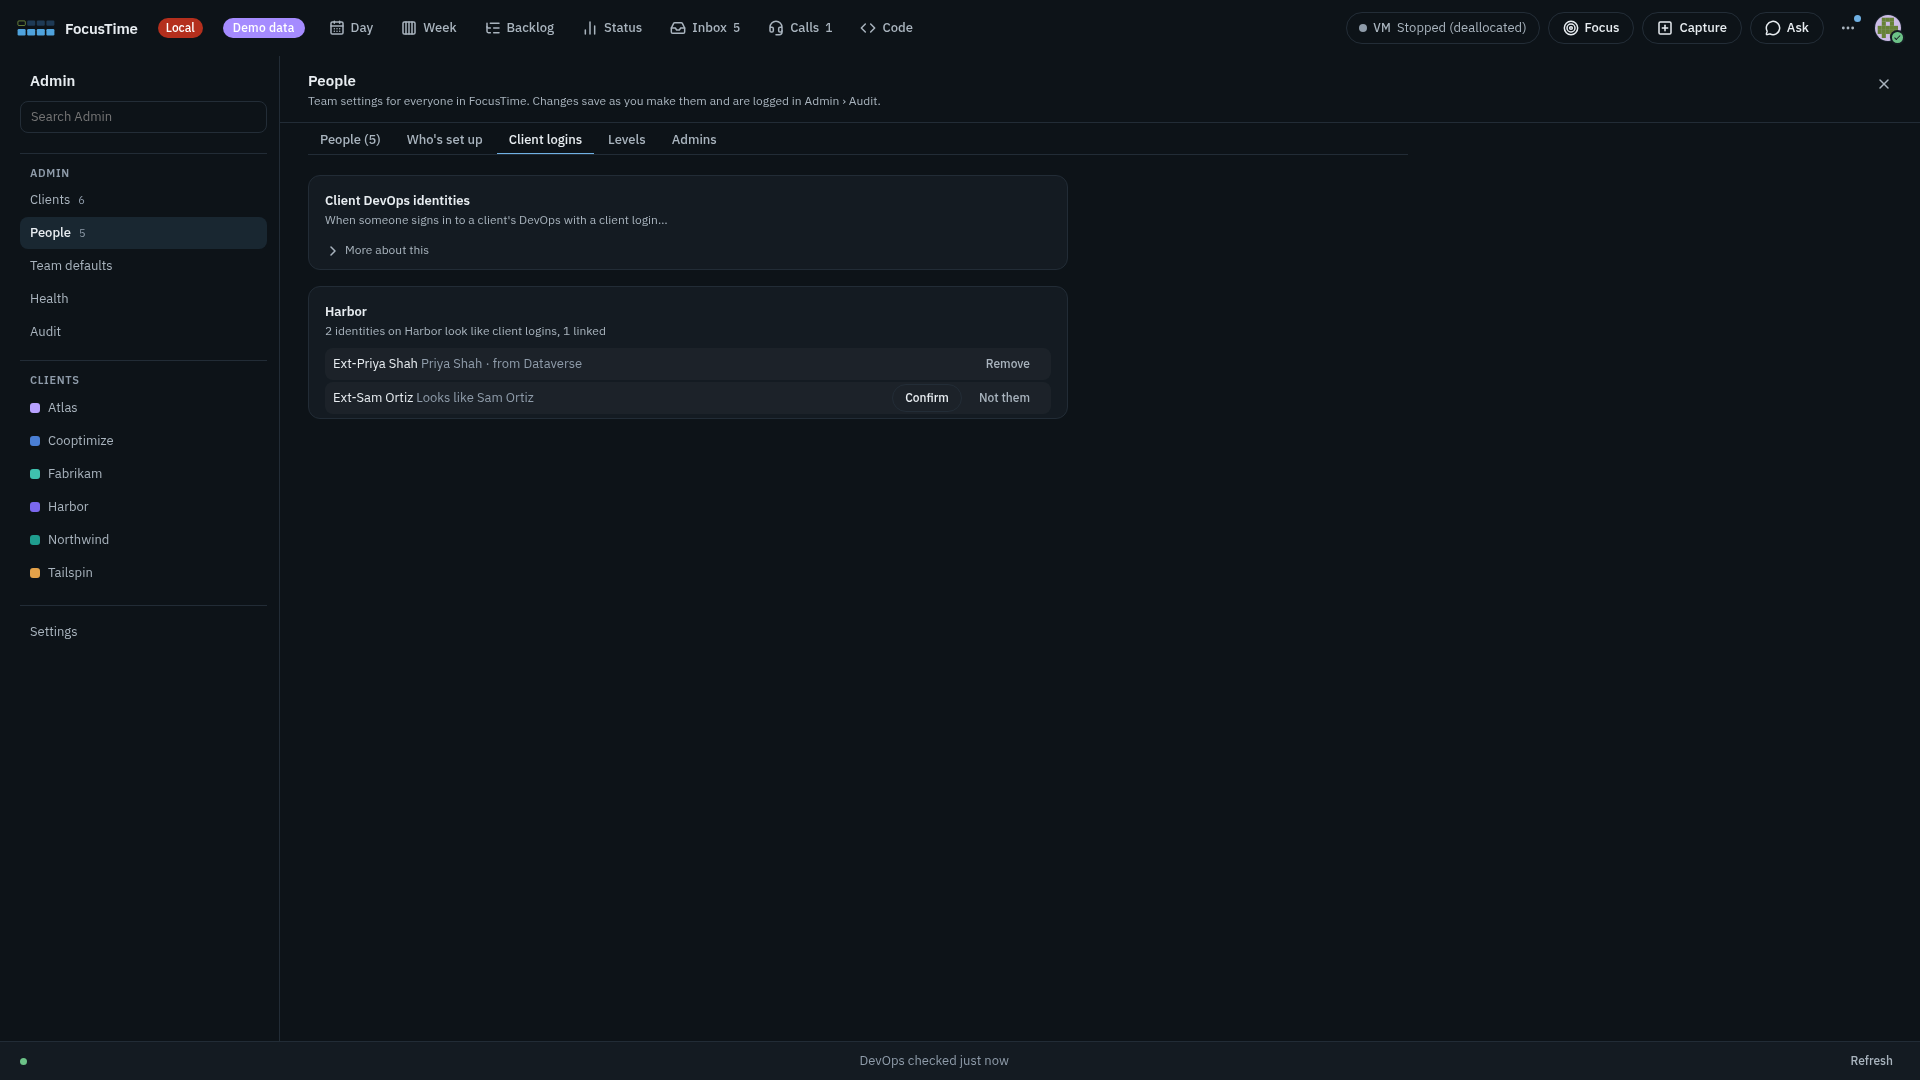 FocusTime Local Demo data Day Week Backlog Status Inbox 5 Calls 1 Code VM Stopped (deallocated) Focus Capture Ask
Admin
Search Admin
ADMIN
Clients 6
People 5
Team defaults
Health
Audit
CLIENTS
Atlas
Cooptimize
Fabrikam
Harbor
Northwind
Tailspin
Settings
People
Team settings for everyone in FocusTime. Changes save as you make them and are logged in Admin › Audit.
People (5) Who's set up Client logins Levels Admins
Client DevOps identities
When someone signs in to a client's DevOps with a client login...
More about this
Harbor
2 identities on Harbor look like client logins, 1 linked
Ext-Priya Shah Priya Shah · from Dataverse Remove
Ext-Sam Ortiz Looks like Sam Ortiz Confirm Not them
DevOps checked just now Refresh